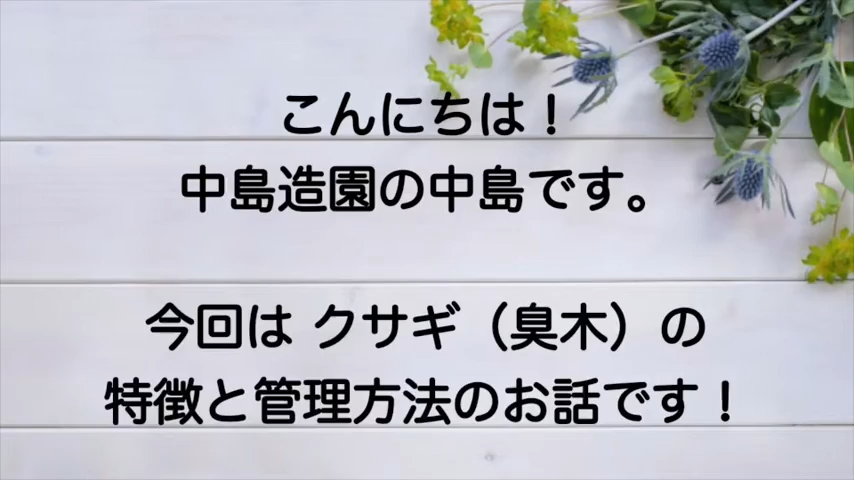 こんにちは！
中島造園の中島です。
今回は クサギ（臭木）の
特徴と管理方法のお話です！